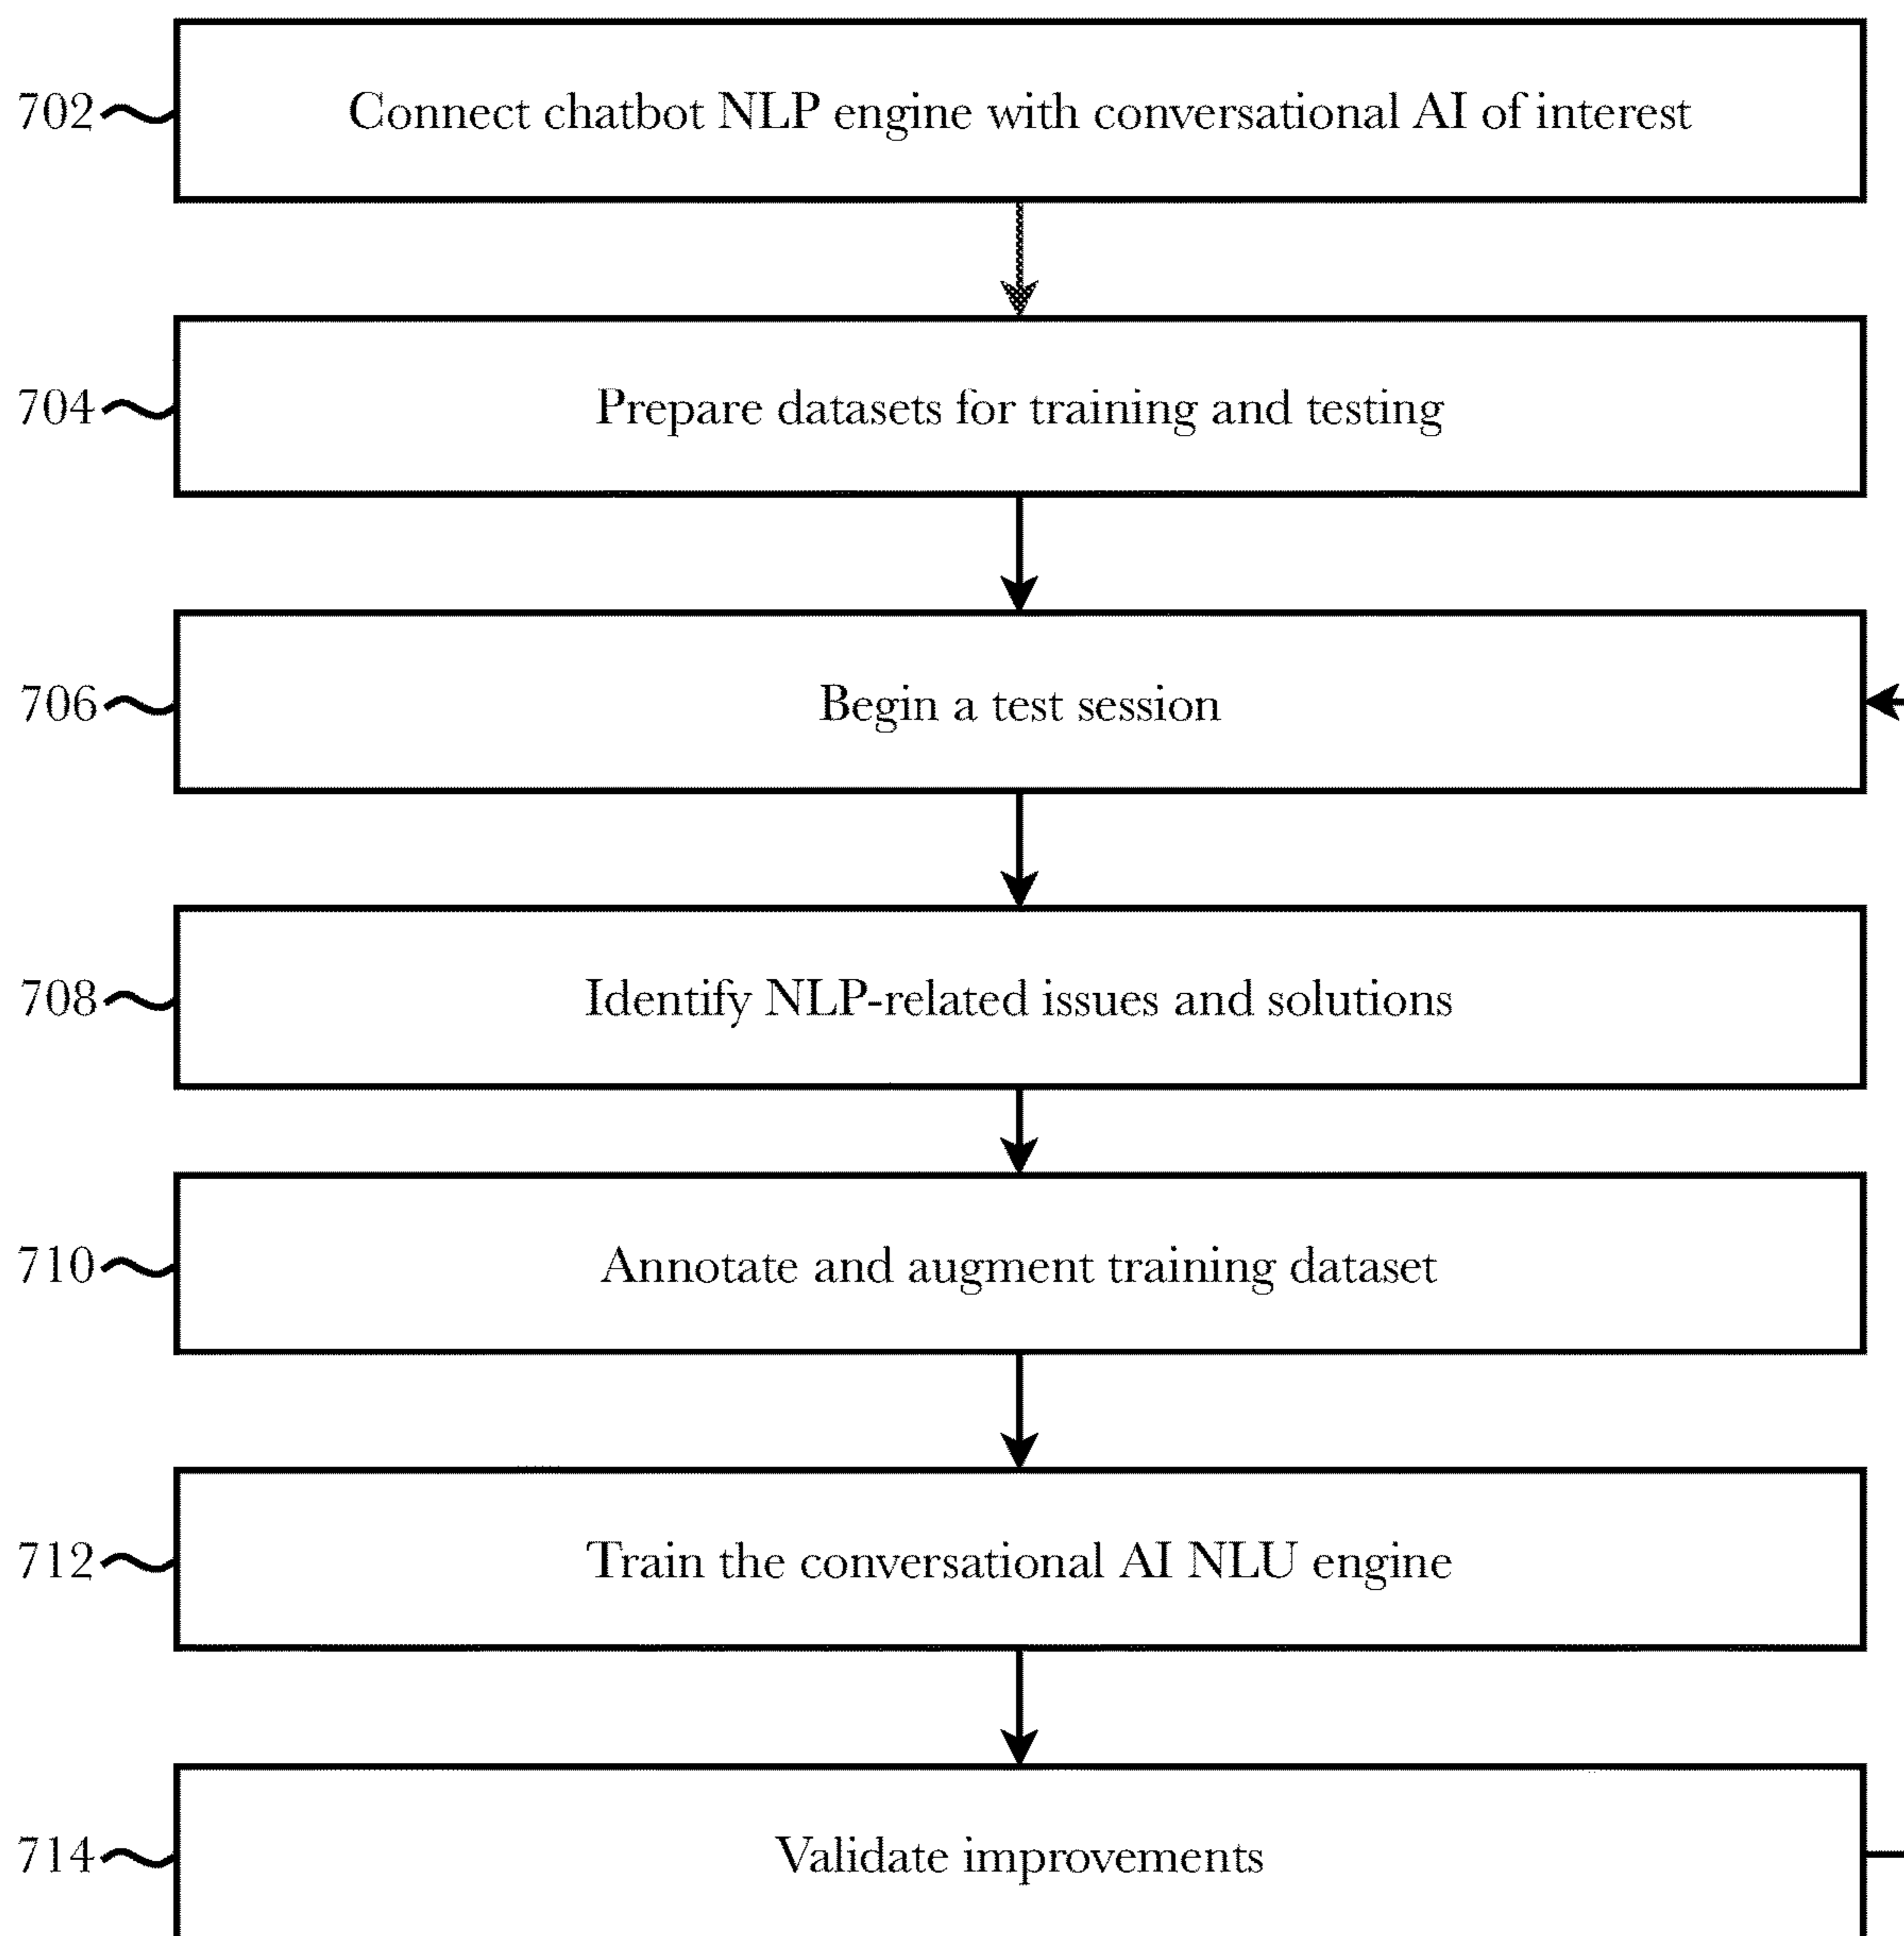 702 Connect chatbot NLP engine with conversational AI of interest
704 Prepare datasets for training and testing
706 Begin a test session
708 Identify NLP-related issues and solutions
710 Annotate and augment training dataset
712 Train the conversational AI NLU engine
714 Validate improvements